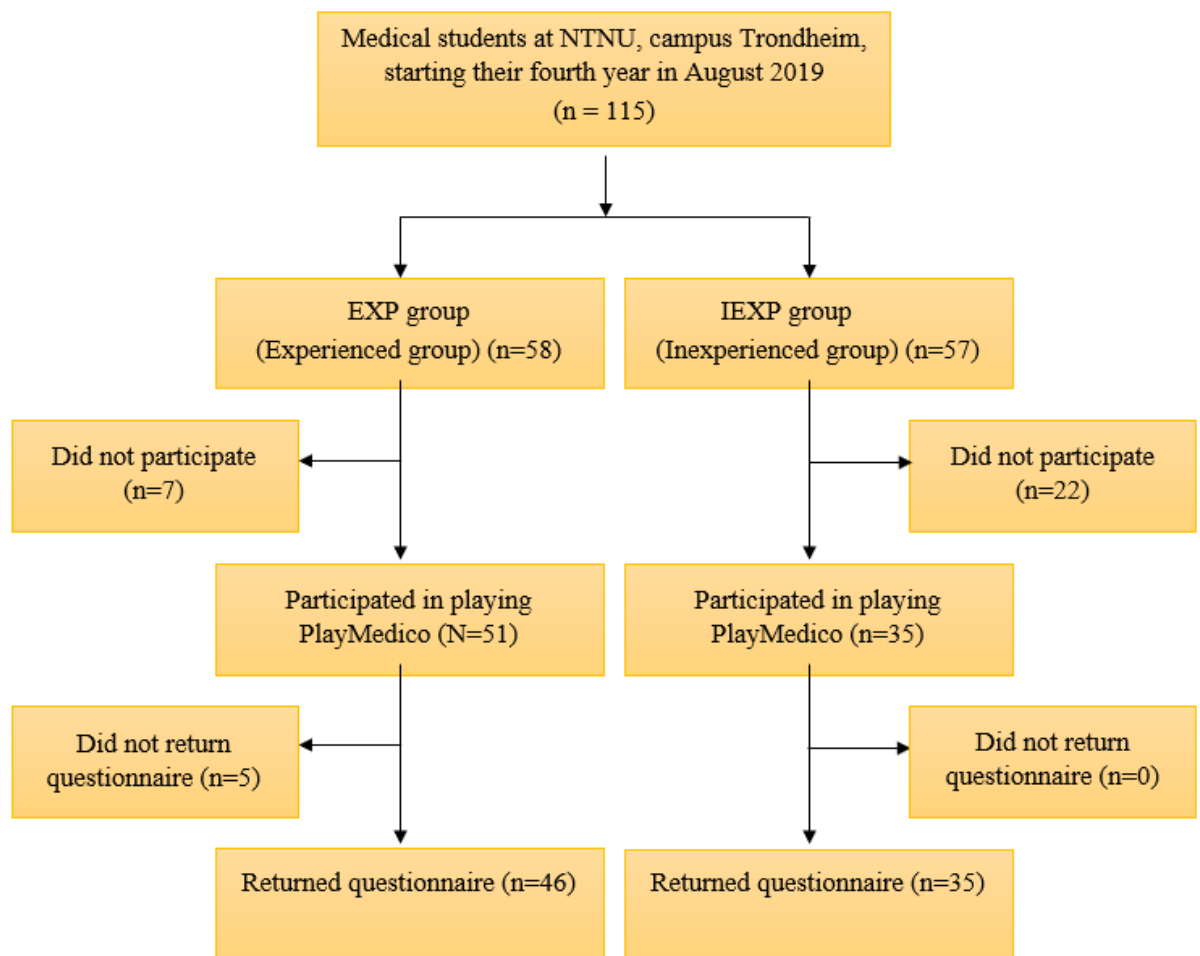 Medical students at NTNU, campus Trondheim,
starting their fourth year in August 2019
(n = 115)
EXP group
(Experienced group) (n=58)
IEXP group
(Inexperienced group) (n=57)
Did not participate
(n=7)
Did not participate
(n=22)
Participated in playing
PlayMedico (N=51)
Participated in playing
PlayMedico (n=35)
Did not return
questionnaire (n=5)
Did not return
questionnaire (n=0)
Returned questionnaire (n=46)
Returned questionnaire (n=35)